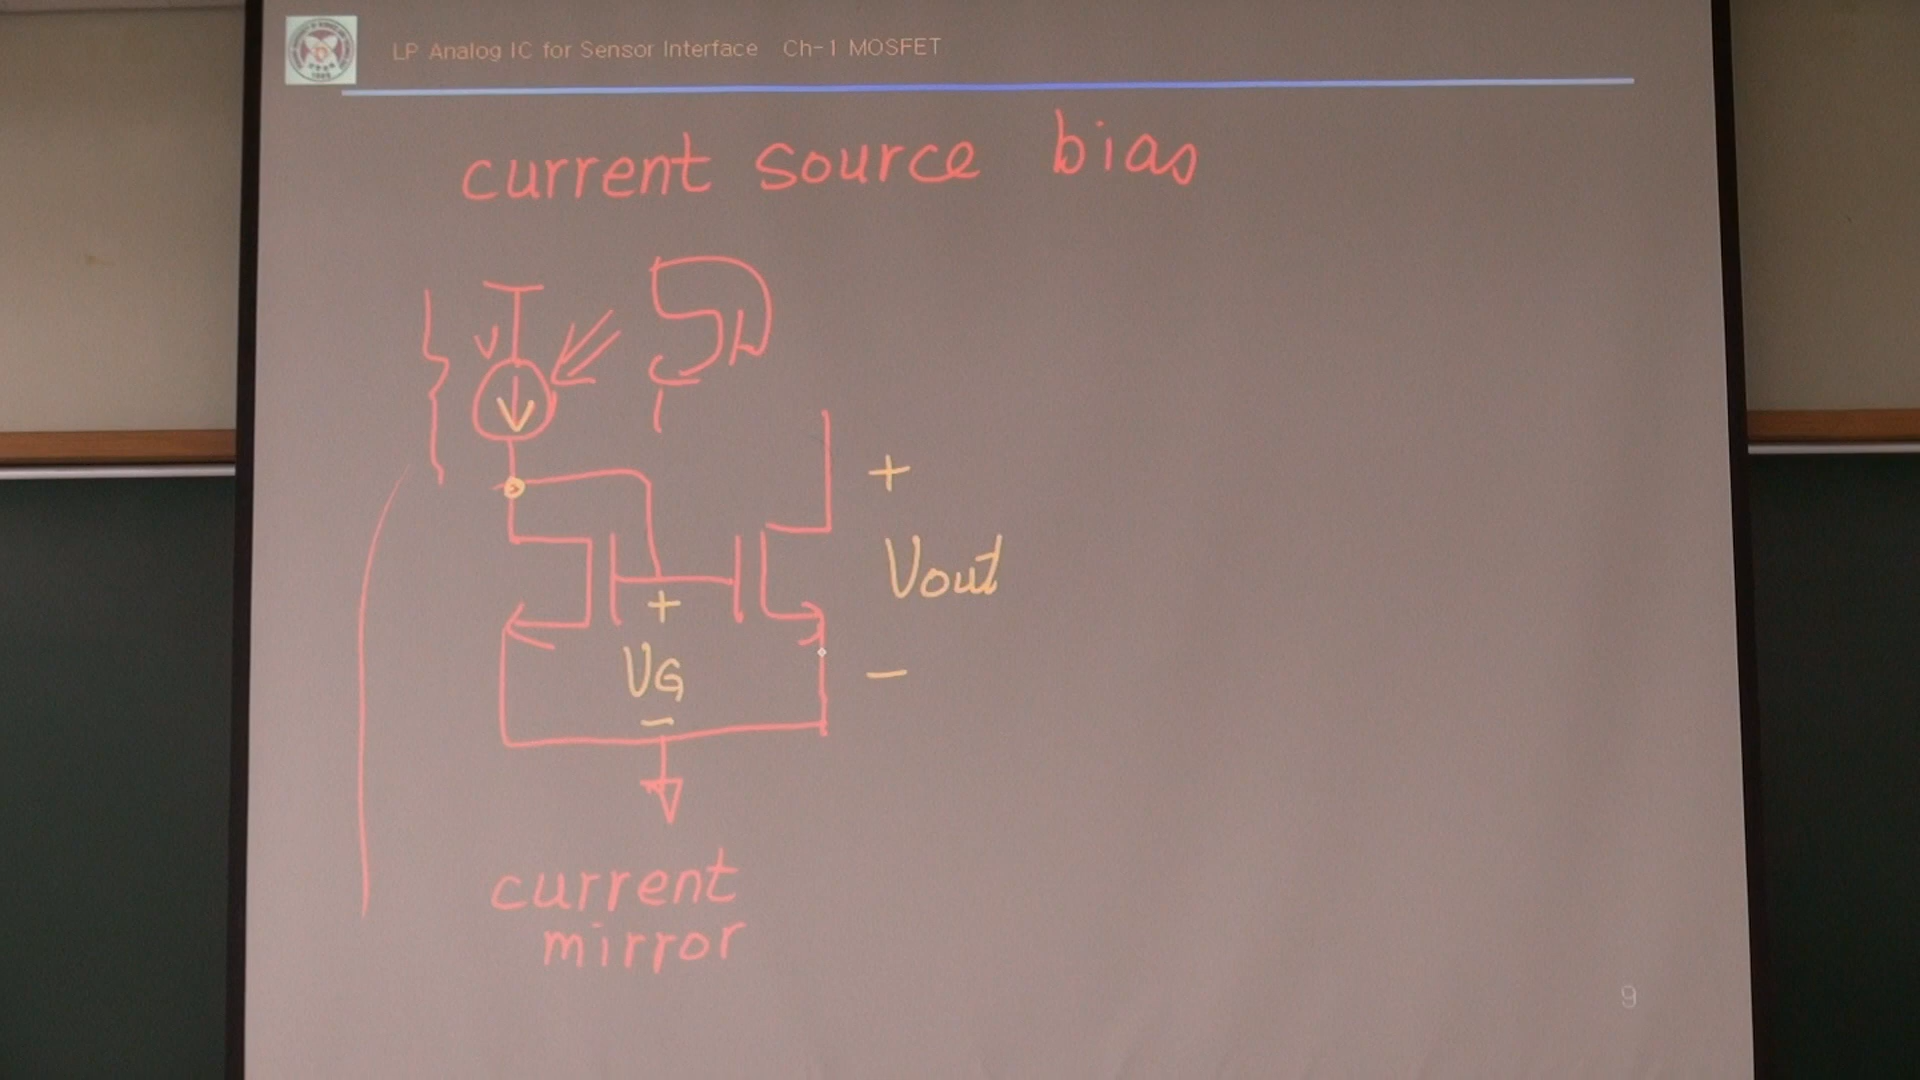 LP Analog IC for Sensor Interface Ch-1 MOSFET
current source bias
+
Vout
+
VG
−
−
current
mirror
9